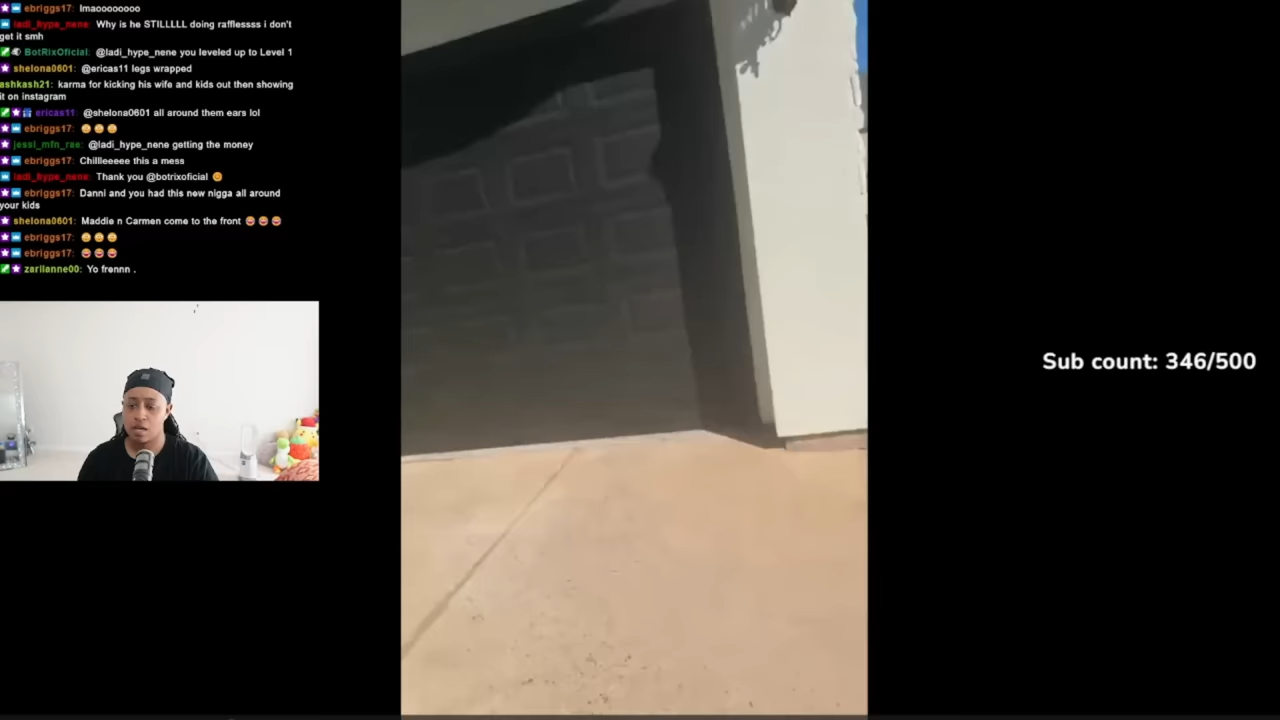 ebriggs17: lmaoooooooo
ladi_hype_nene: Why is he STILLLLL doing rafflessss i don't
get it smh
BotRixOficial: @ladi_hype_nene you leveled up to Level 1
shelona0601: @ericas11 legs wrapped
ashkash21: karma for kicking his wife and kids out then showing
it on instagram
ericas11: @shelona0601 all around them ears lol
ebriggs17: 😂😂😂
jessi_mfn_rae: @ladi_hype_nene getting the money
ebriggs17: Chillleeeee this a mess
ladi_hype_nene: Thank you @botrixoficial 😊
ebriggs17: Danni and you had this new nigga all around
your kids
shelona0601: Maddie n Carmen come to the front 😂😂😂
ebriggs17: 😂😂😂
ebriggs17: 😂😂😂
zarlianne00: Yo frennn .
Sub count: 346/500